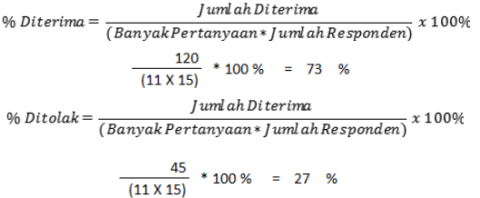 % Diterima = Jumlah Diterima / (Banyak Pertanyaan * Jumlah Responden) x 100%
120 / (11 X 15) * 100 % = 73 %
% Ditolak = Jumlah Diterima / (Banyak Pertanyaan * Jumlah Responden) x 100%
45 / (11 X 15) * 100 % = 27 %